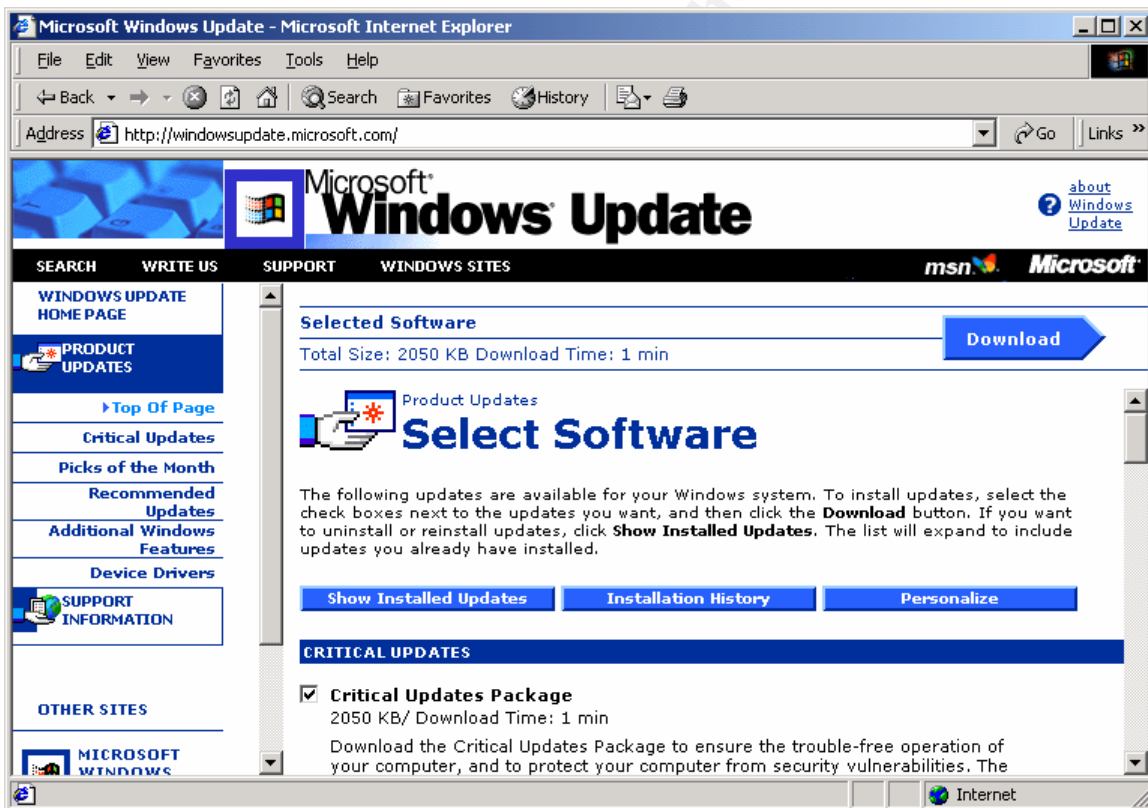 Microsoft Windows Update - Microsoft Internet Explorer
File Edit View Favorites Tools Help
Back Search Favorites History
Address http://windowsupdate.microsoft.com/ Go Links »
Microsoft
Windows Update
about
Windows
Update
SEARCH WRITE US SUPPORT WINDOWS SITES msn Microsoft
WINDOWS UPDATE
HOME PAGE
PRODUCT
UPDATES
Top Of Page
Critical Updates
Picks of the Month
Recommended
Updates
Additional Windows
Features
Device Drivers
SUPPORT
INFORMATION
OTHER SITES
MICROSOFT
WINDOWS
Selected Software
Total Size: 2050 KB Download Time: 1 min
Download
Product Updates
Select Software
The following updates are available for your Windows system. To install updates, select the
check boxes next to the updates you want, and then click the Download button. If you want
to uninstall or reinstall updates, click Show Installed Updates. The list will expand to include
updates you already have installed.
Show Installed Updates Installation History Personalize
CRITICAL UPDATES
Critical Updates Package
2050 KB/ Download Time: 1 min
Download the Critical Updates Package to ensure the trouble-free operation of
your computer, and to protect your computer from security vulnerabilities. The
Internet